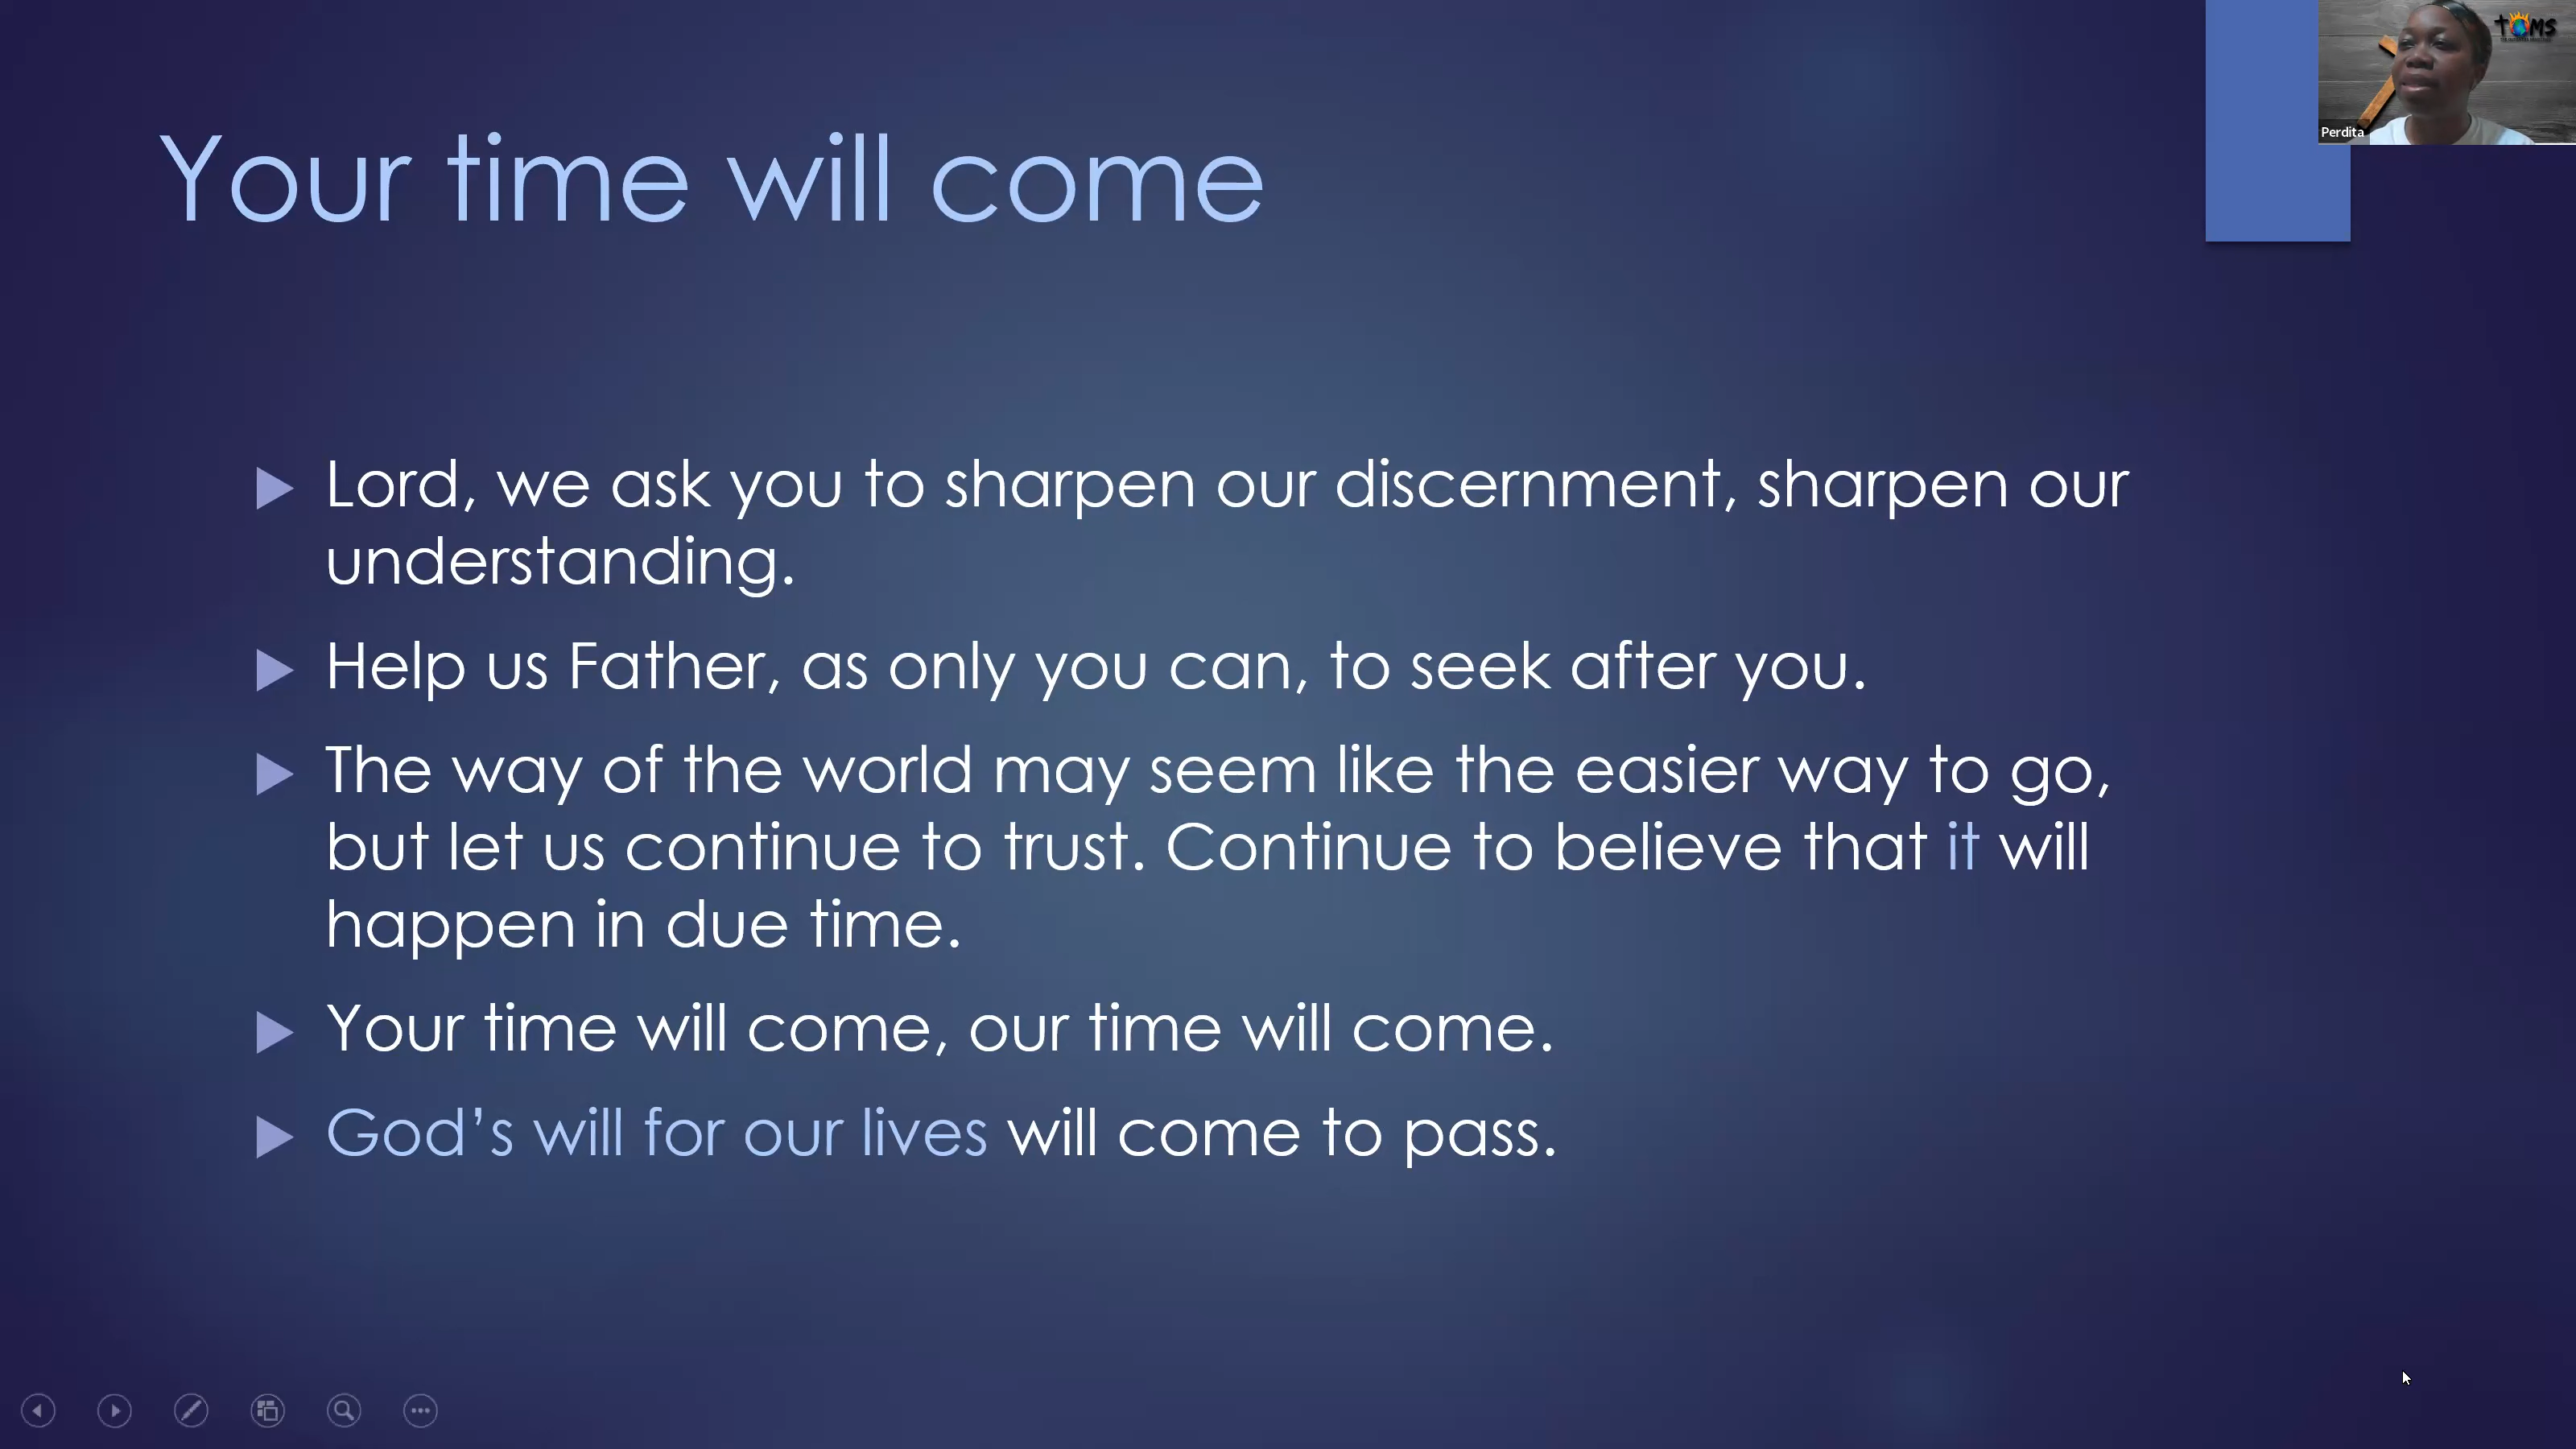 Your time will come
TOMS
Perdita
Lord, we ask you to sharpen our discernment, sharpen our
understanding.
Help us Father, as only you can, to seek after you.
The way of the world may seem like the easier way to go,
but let us continue to trust. Continue to believe that it will
happen in due time.
Your time will come, our time will come.
God’s will for our lives will come to pass.